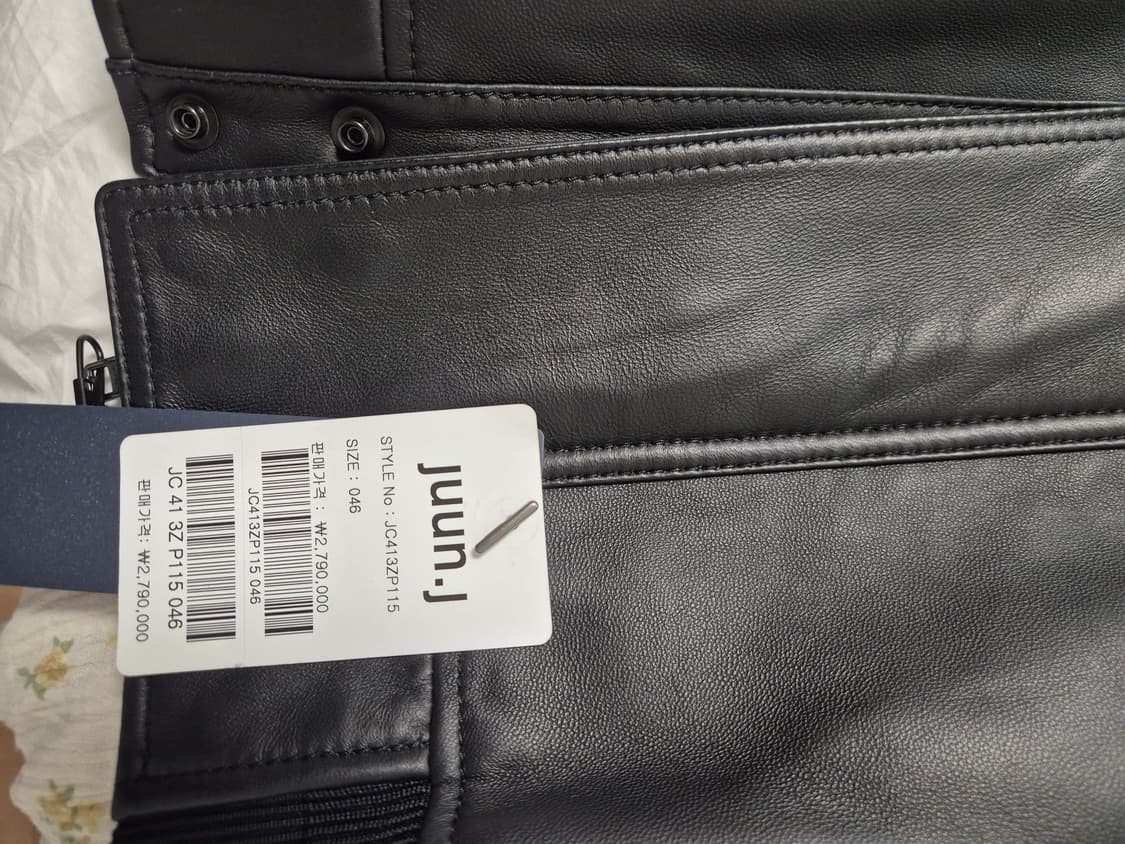 juun.j
STYLE No : JC413ZP115
SIZE : 046
판매가격 : ₩2,790,000
JC413ZP115 046
JC 41 3Z P115 046
판매가격: ₩2,790,000